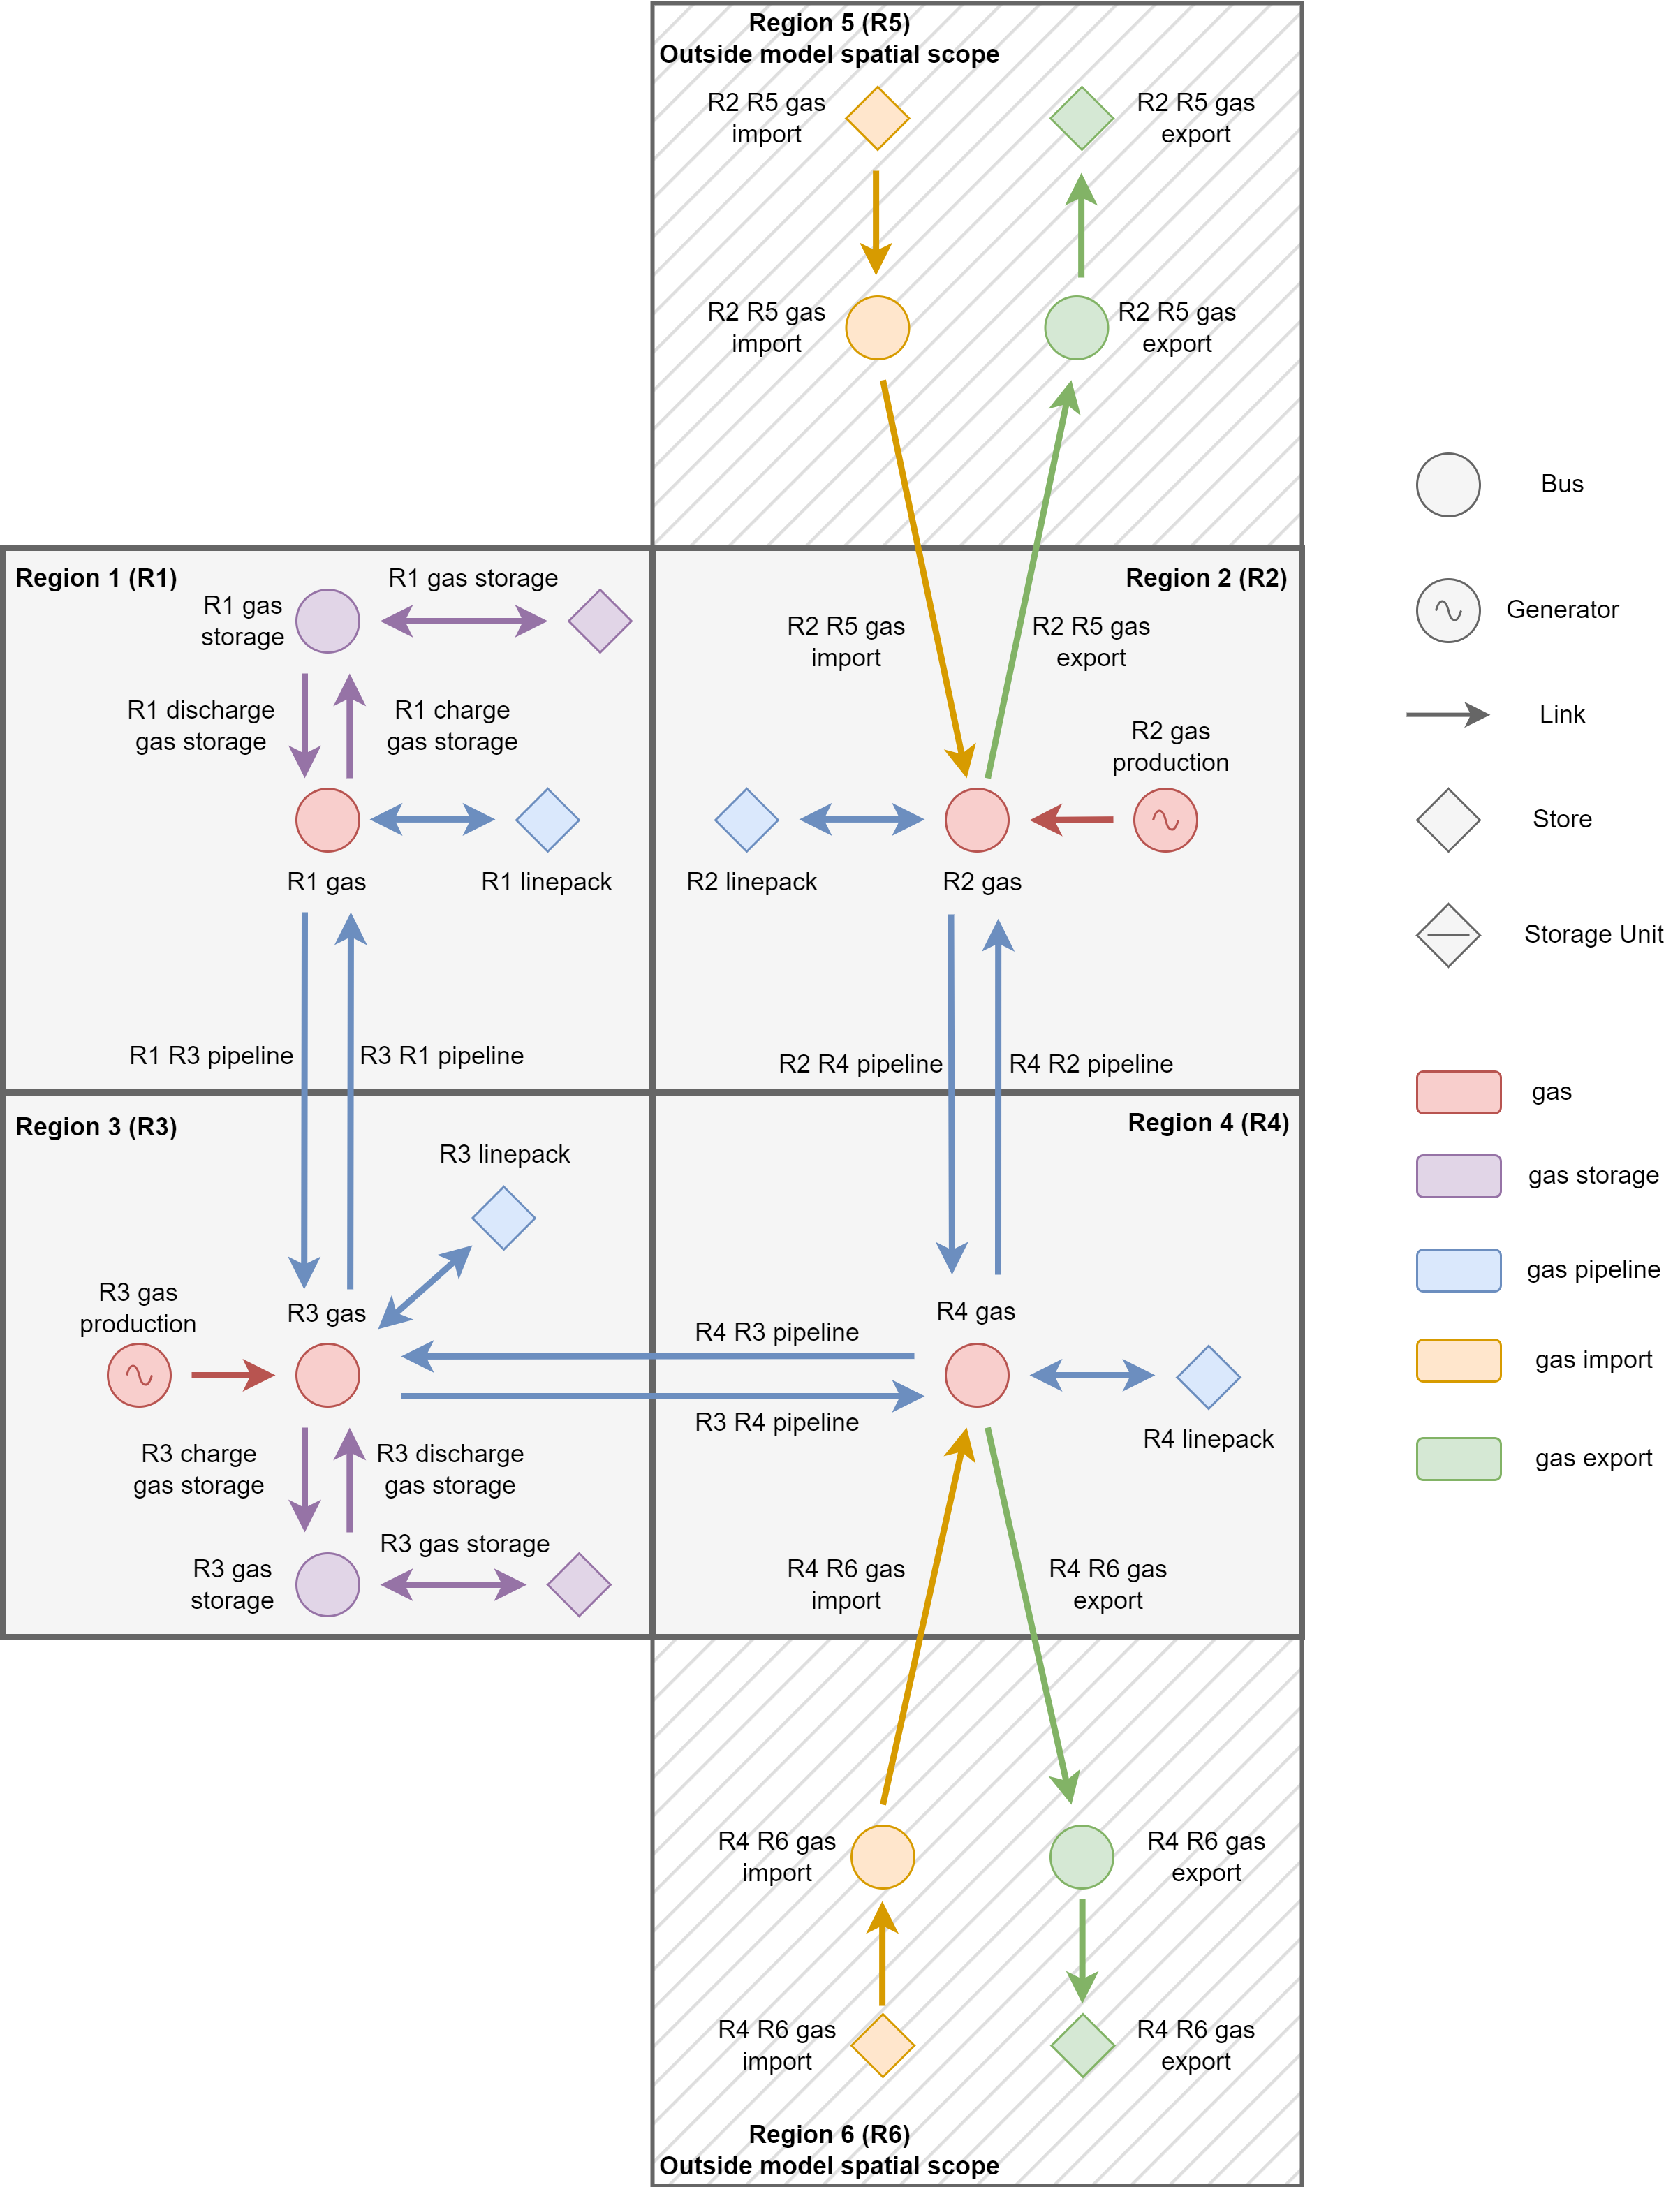 Region 5 (R5)
Outside model spatial scope
R2 R5 gas
import
R2 R5 gas
export
R2 R5 gas
import
R2 R5 gas
export
Bus
Generator
Link
Store
Storage Unit
gas
gas storage
gas pipeline
gas import
gas export
Region 1 (R1)
R1 gas storage
R1 gas
storage
R1 discharge
gas storage
R1 charge
gas storage
R1 gas
R1 linepack
R1 R3 pipeline
R3 R1 pipeline
Region 2 (R2)
R2 R5 gas
import
R2 R5 gas
export
R2 gas
production
R2 linepack
R2 gas
R2 R4 pipeline
R4 R2 pipeline
Region 3 (R3)
R3 linepack
R3 gas
production
R3 gas
R3 charge
gas storage
R3 discharge
gas storage
R3 gas storage
R3 gas
storage
Region 4 (R4)
R4 gas
R4 R3 pipeline
R3 R4 pipeline
R4 linepack
R4 R6 gas
import
R4 R6 gas
export
R4 R6 gas
import
R4 R6 gas
export
R4 R6 gas
import
R4 R6 gas
export
Region 6 (R6)
Outside model spatial scope